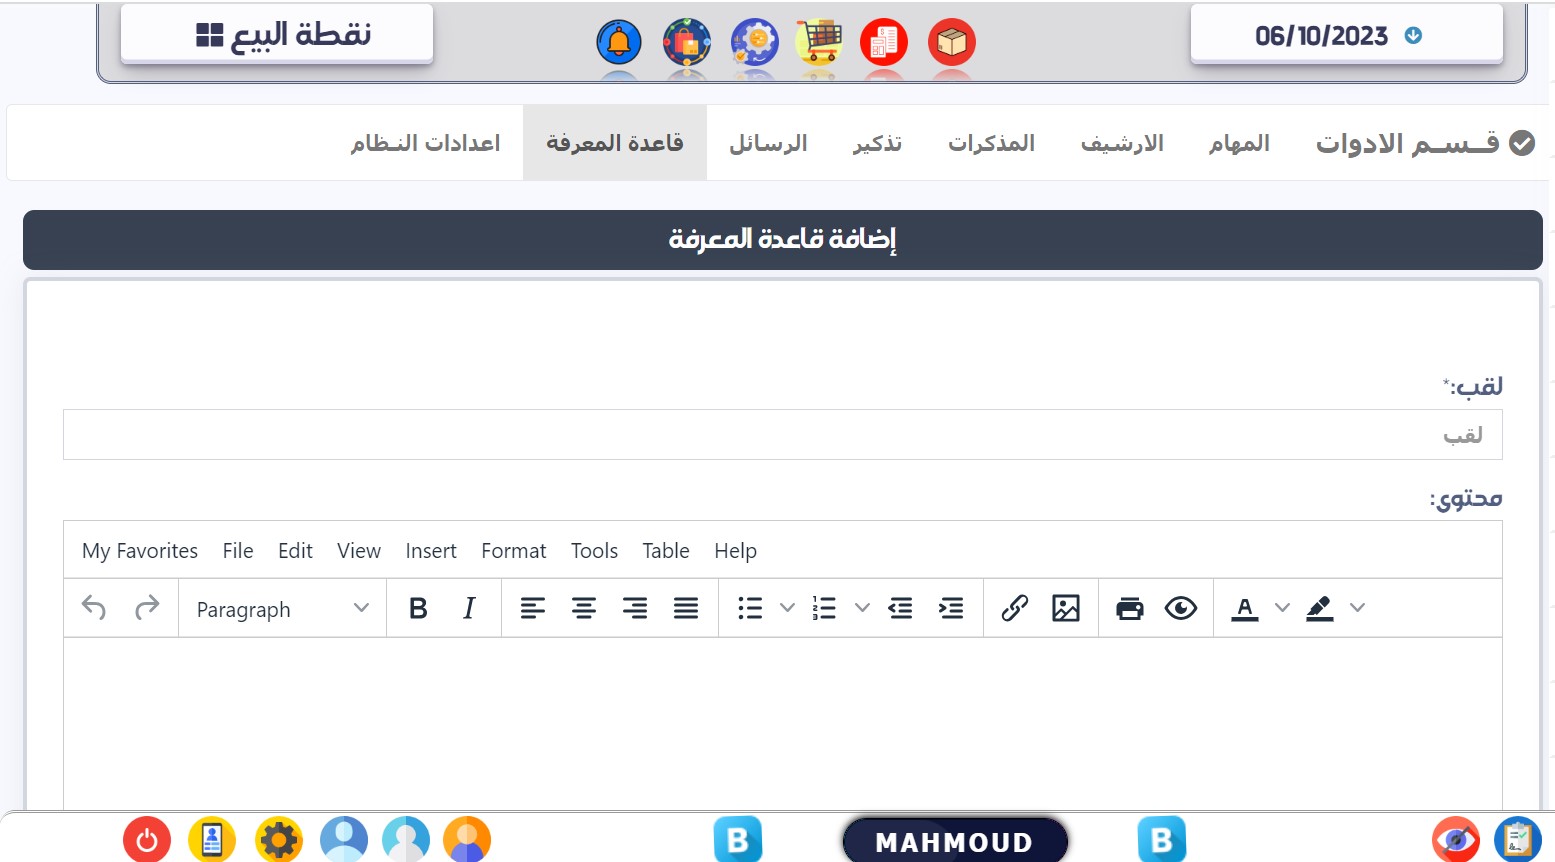 06/10/2023
نقطة البيع
قــســم الادوات
المهام
الارشيف
المذكرات
تذكير
الرسائل
قاعدة المعرفة
اعدادات النـظام
إضافة قاعدة المعرفة
لقب:*
لقب
محتوى:
My Favorites File Edit View Insert Format Tools Table Help
Paragraph B I A
B MAHMOUD B